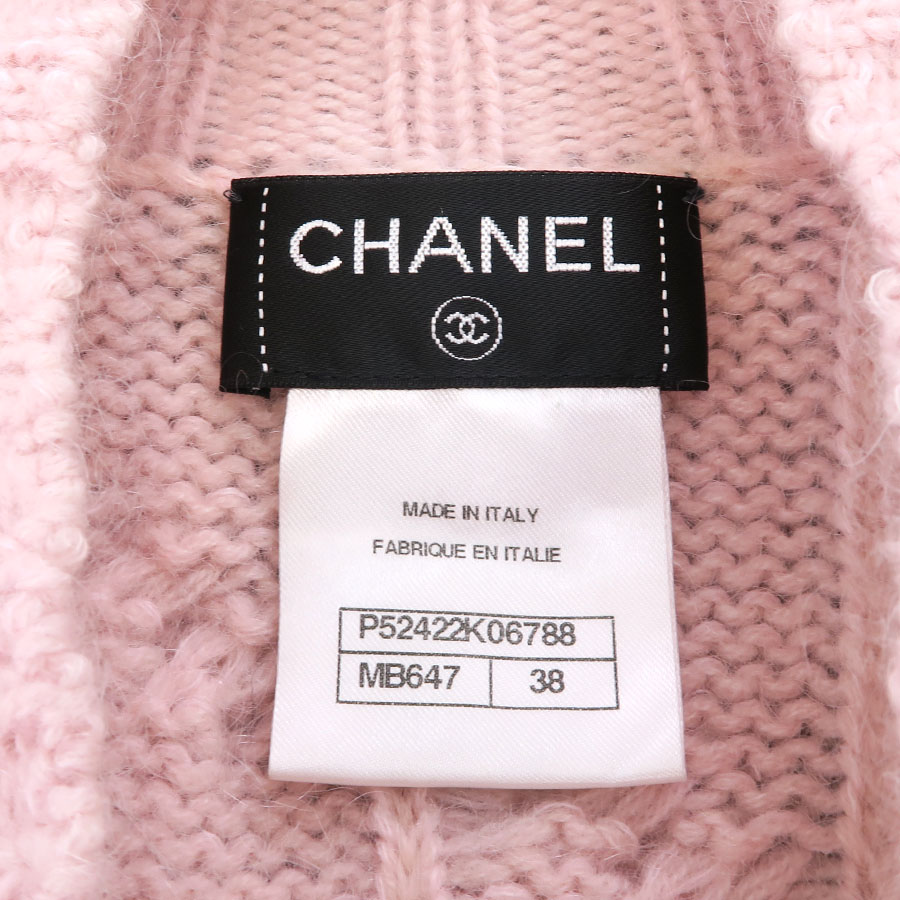 CHANEL
MADE IN ITALY
FABRIQUE EN ITALIE
P52422K06788
MB647 38